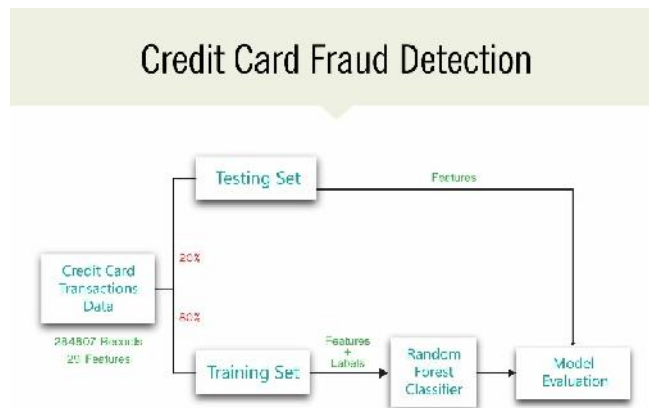 Credit Card Fraud Detection
Testing Set
Features
20%
Credit Card
Transactions
Data
80%
284807 Records
Features
Features
+
Labels
Training Set
Random
Forest
Classifier
Model
Evaluation